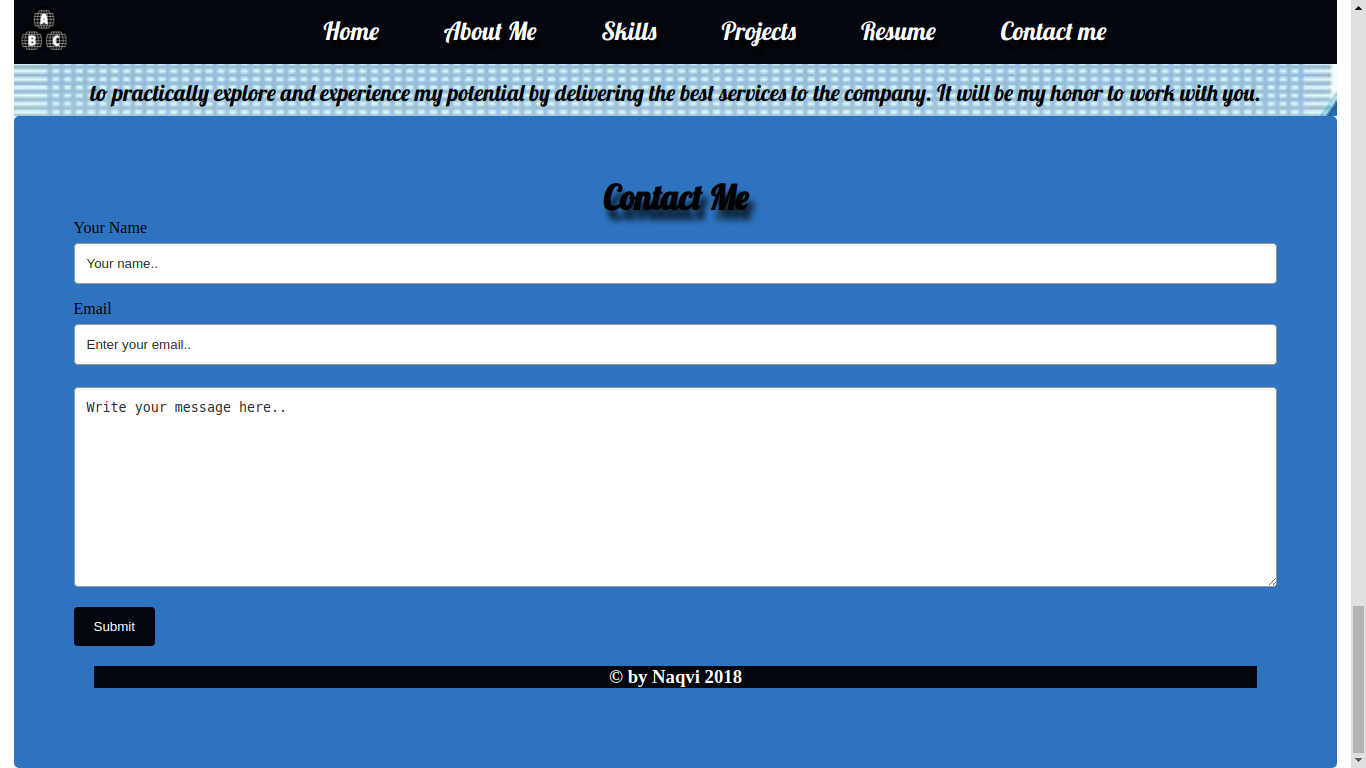 A
B C
Home About Me Skills Projects Resume Contact me
to practically explore and experience my potential by delivering the best services to the company. It will be my honor to work with you.
Contact Me
Your Name
Your name..
Email
Enter your email..
Write your message here..
Submit
© by Naqvi 2018